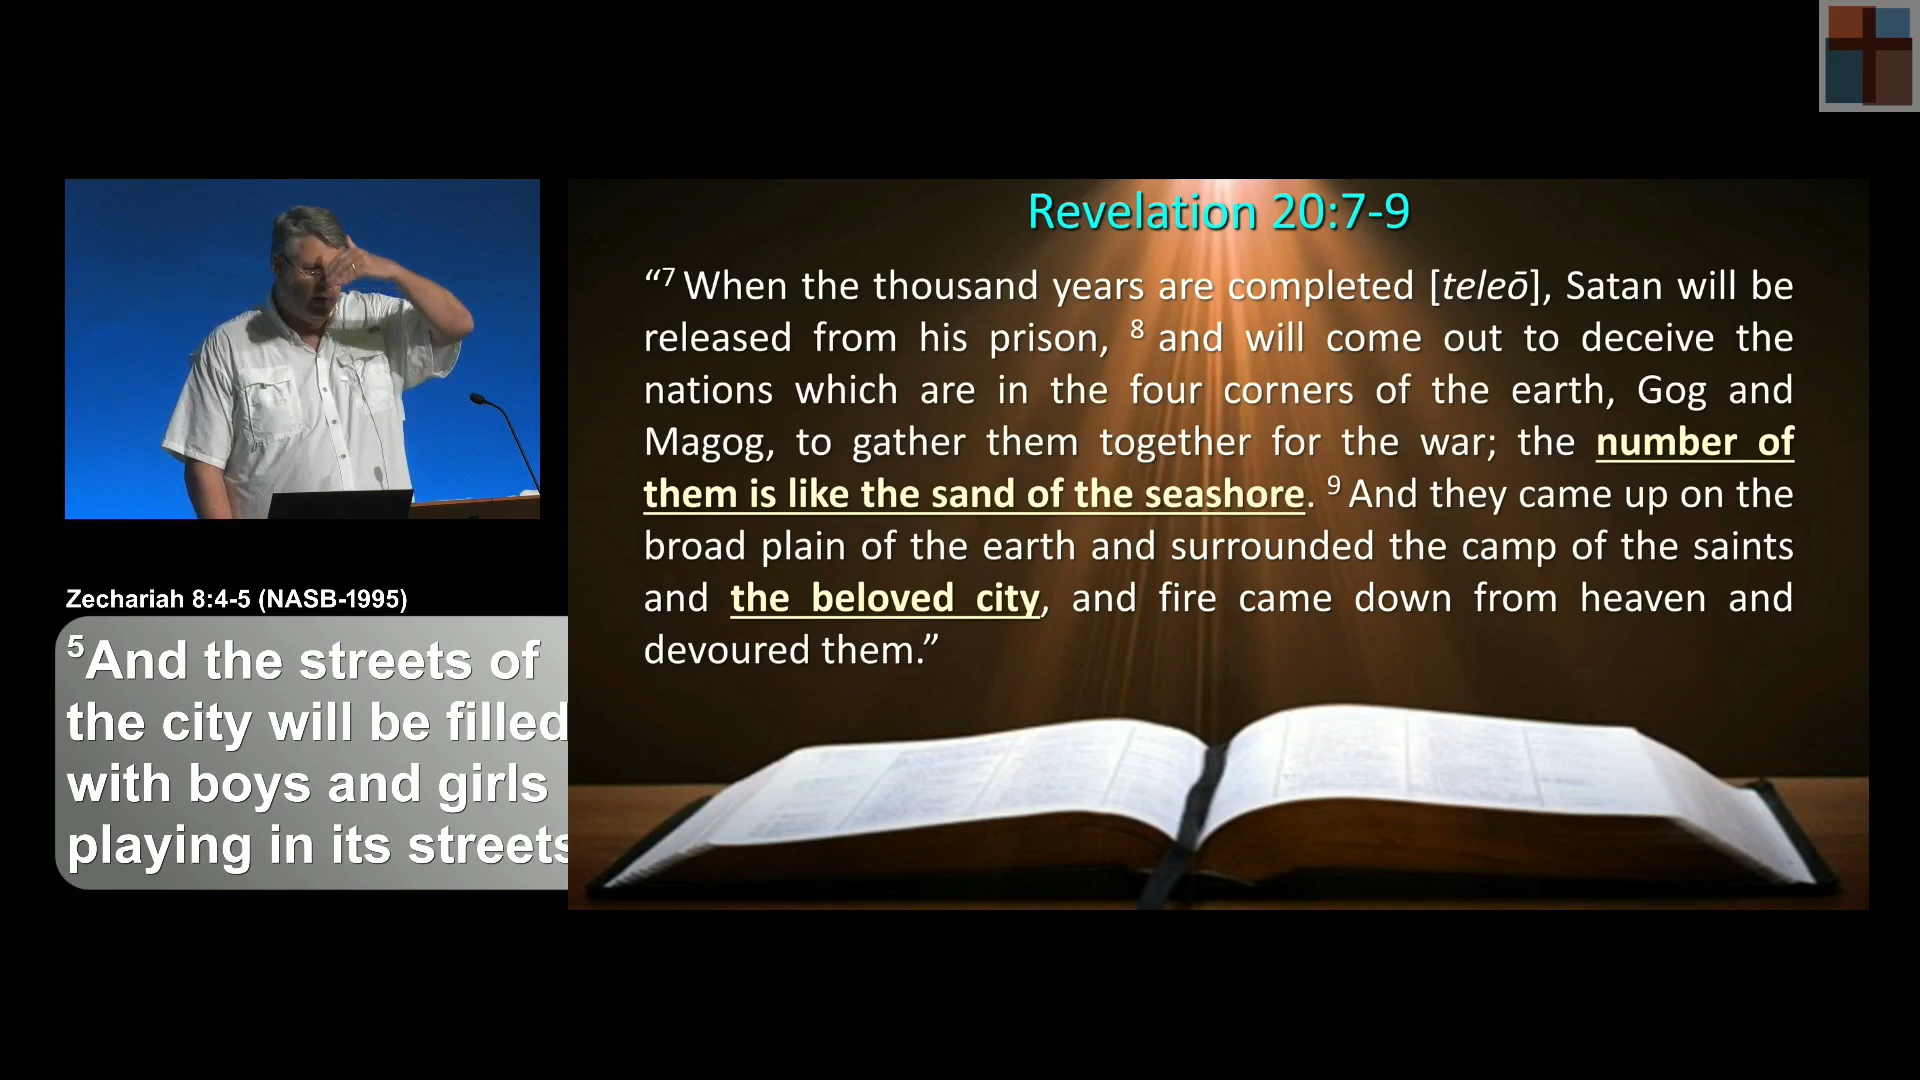 Revelation 20:7-9
“7 When the thousand years are completed [teleō], Satan will be
released from his prison, 8 and will come out to deceive the
nations which are in the four corners of the earth, Gog and
Magog, to gather them together for the war; the number of
them is like the sand of the seashore. 9 And they came up on the
broad plain of the earth and surrounded the camp of the saints
and the beloved city, and fire came down from heaven and
devoured them.”
Zechariah 8:4-5 (NASB-1995)
5And the streets of
the city will be filled
with boys and girls
playing in its streets